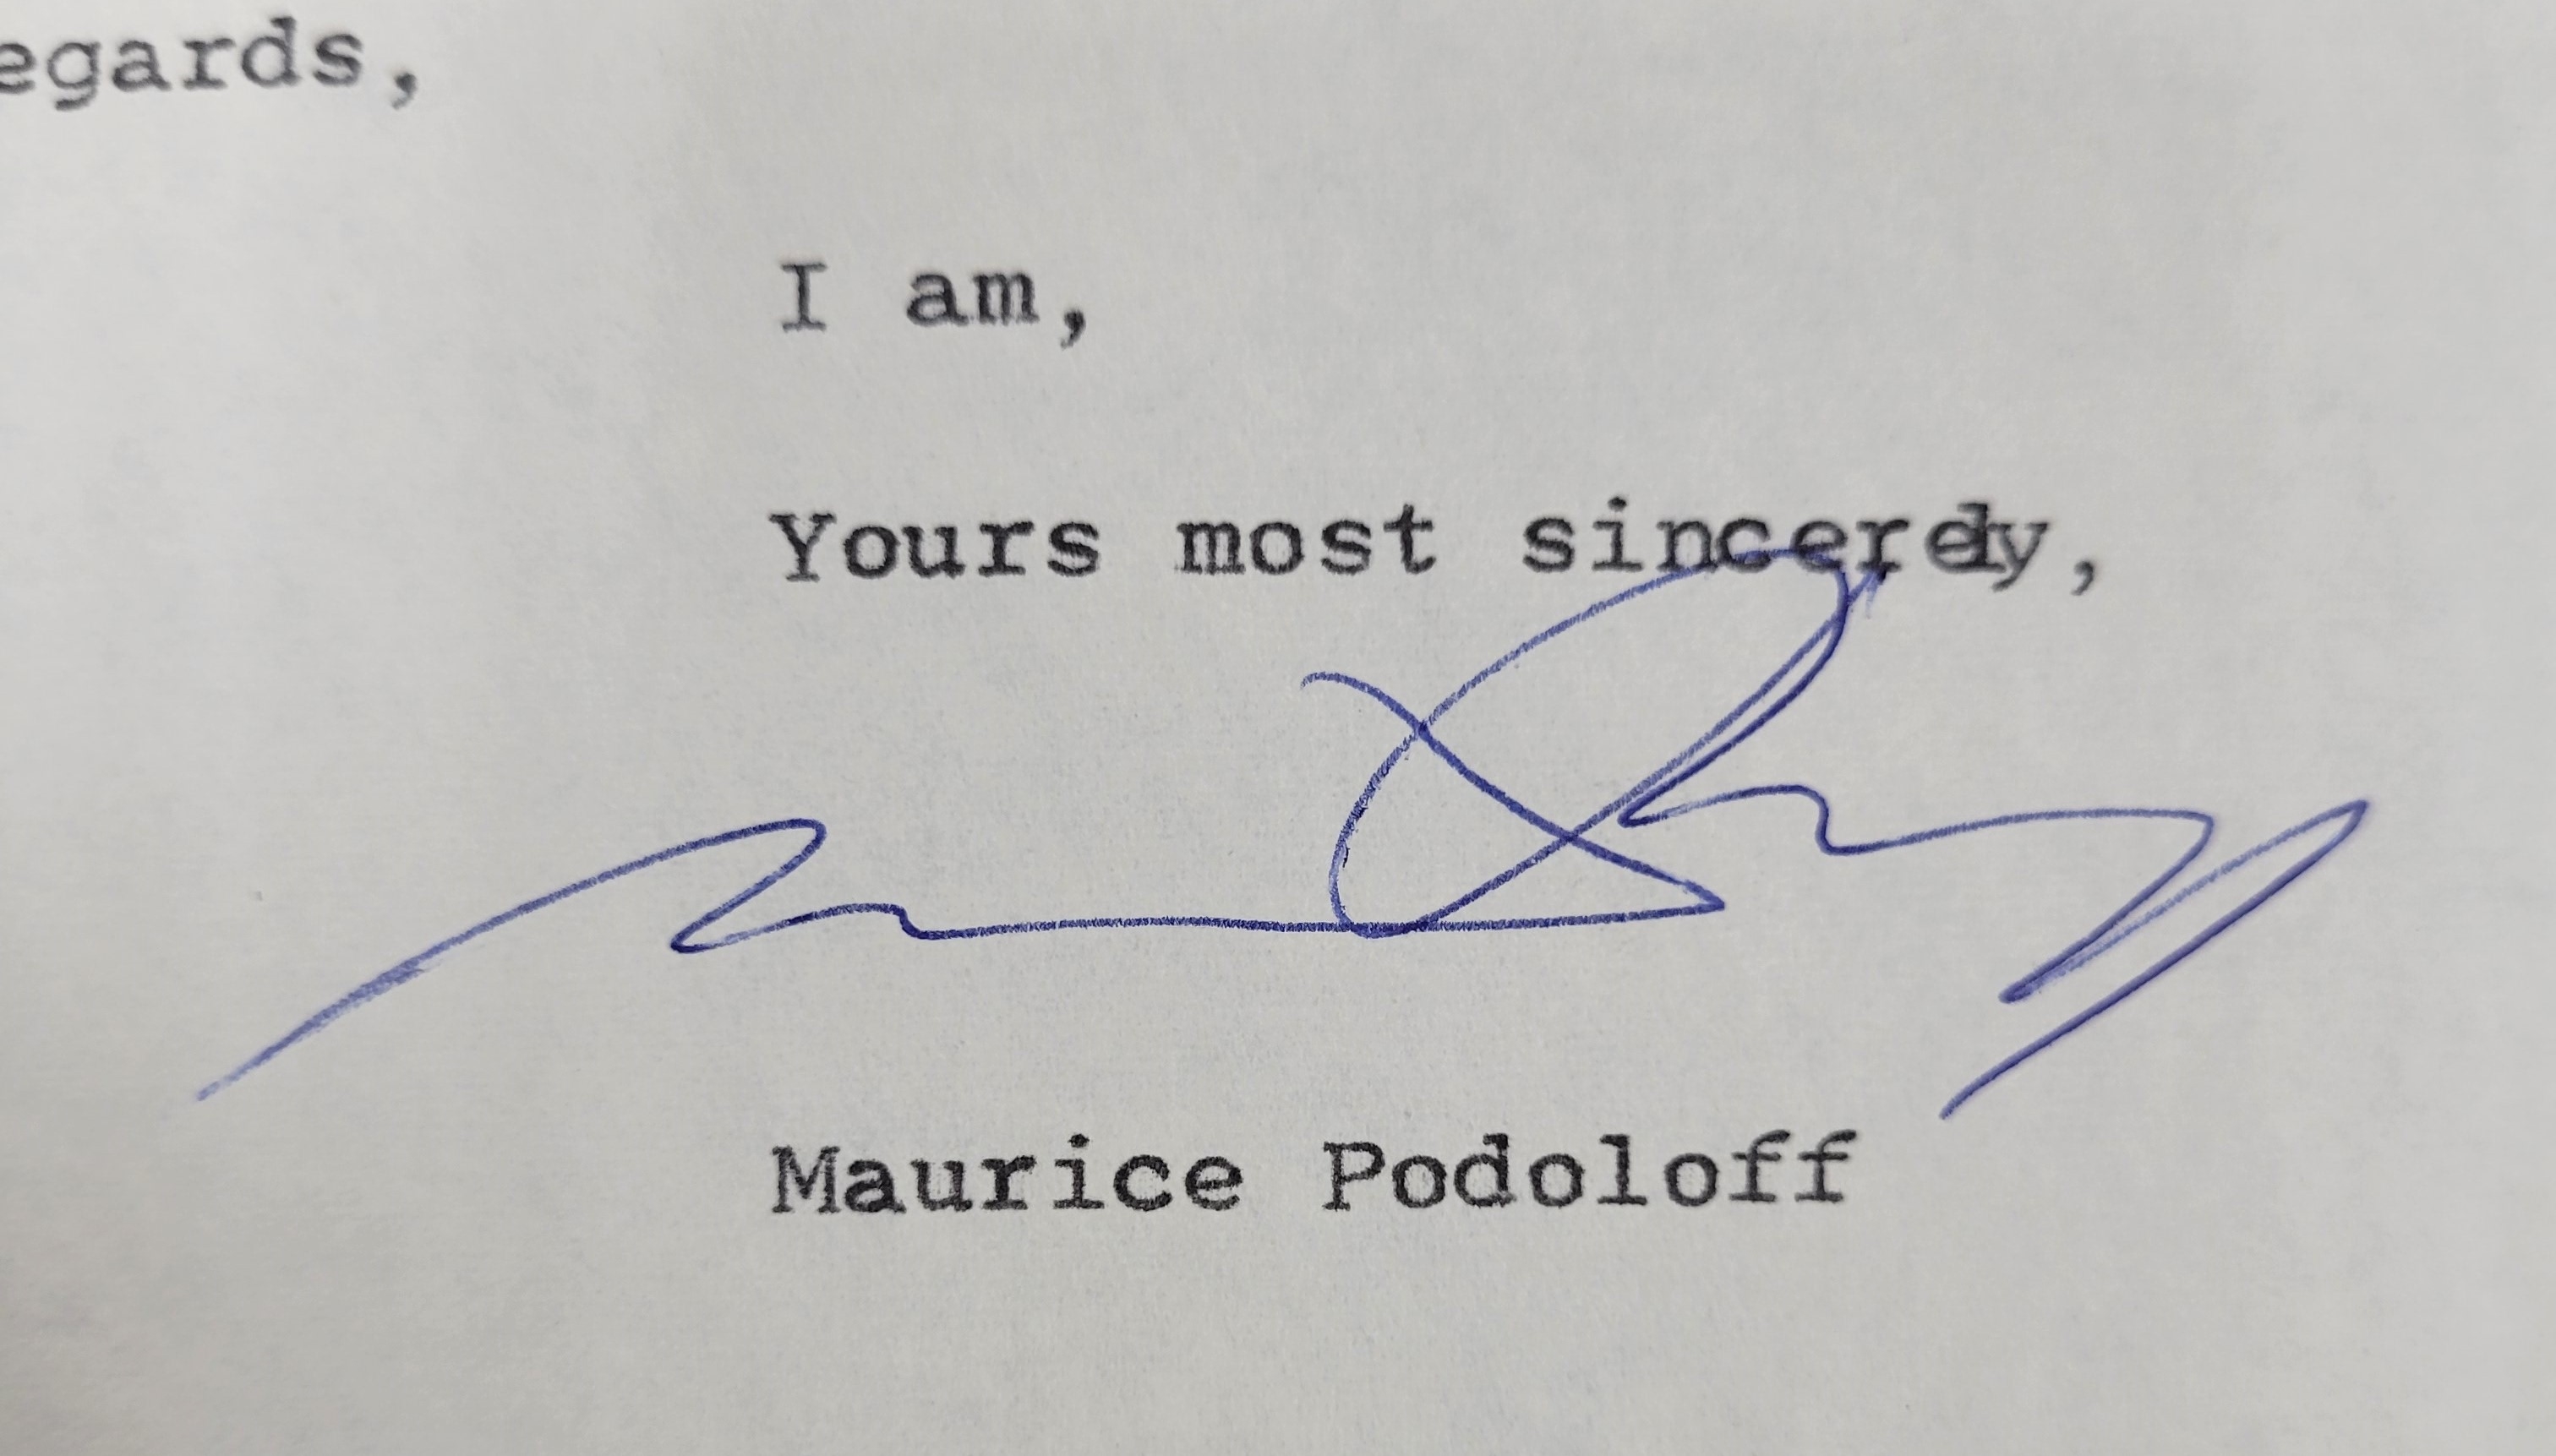 egards,
I am,
Yours most sincerely,
Maurice Podoloff